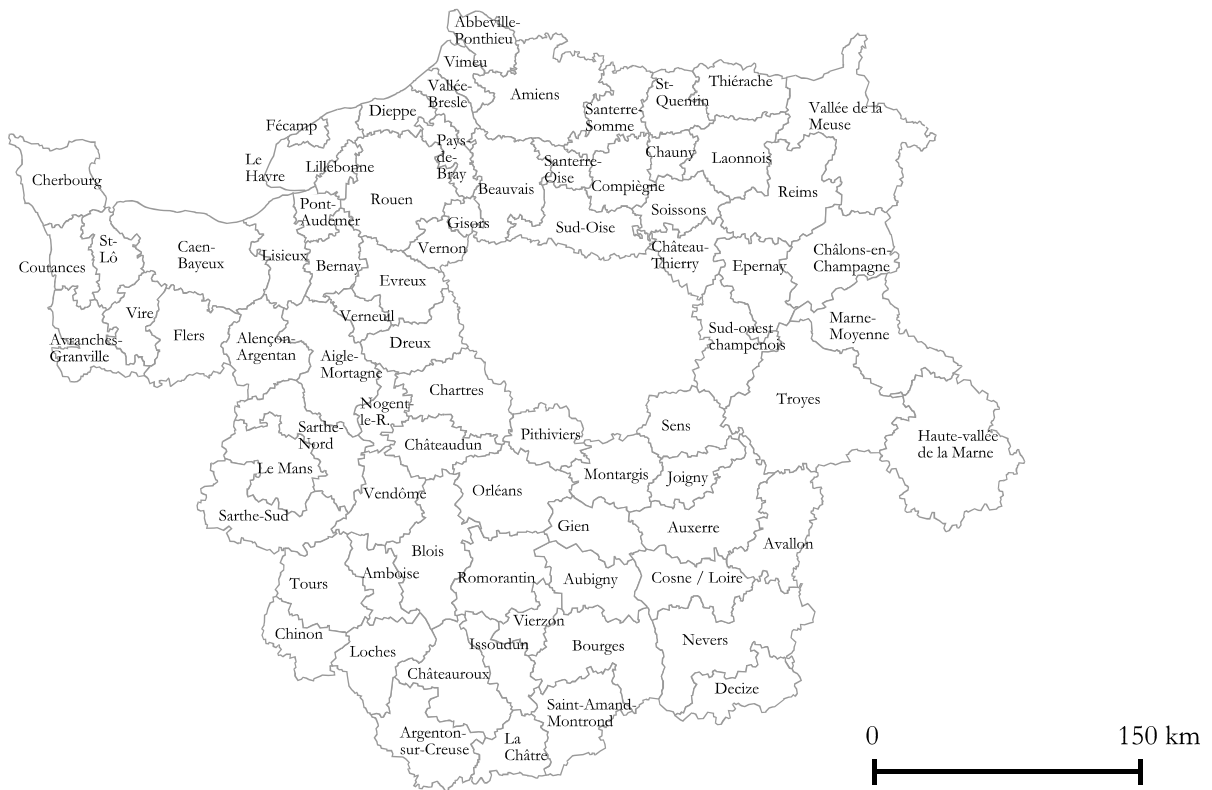 Abbeville-
Ponthieu
Vimeu
Vallée-
Bresle
Amiens
St-
Quentin
Thiérache
Santerre-
Somme
Vallée de la
Meuse
Dieppe
Fécamp
Le
Havre
Lillebonne
Pays-
de-
Bray
Rouen
Beauvais
Santerre-
Oise
Compiègne
Chauny
Laonnois
Reims
Soissons
Sud-Oise
Cherbourg
Pont-
Audemer
Gisors
Vernon
St-
Lô
Caen-
Bayeux
Lisieux
Coutances
Bernay
Evreux
Château-
Thierry
Epernay
Châlons-en-
Champagne
Vire
Flers
Verneuil
Dreux
Avranches-
Granville
Alençon-
Argentan
Aigle-
Mortagne
Sud-ouest
champenois
Marne-
Moyenne
Chartres
Nogent-
le-R.
Troyes
Sarthe-
Nord
Châteaudun
Pithiviers
Sens
Haute-vallée
de la Marne
Le Mans
Vendôme
Orléans
Montargis
Joigny
Sarthe-Sud
Gien
Auxerre
Avallon
Blois
Tours
Amboise
Romorantin
Aubigny
Cosne / Loire
Chinon
Vierzon
Issoudun
Bourges
Nevers
Loches
Châteauroux
Decize
Saint-Amand-
Montrond
Argenton-
sur-Creuse
La
Châtre
0 150 km